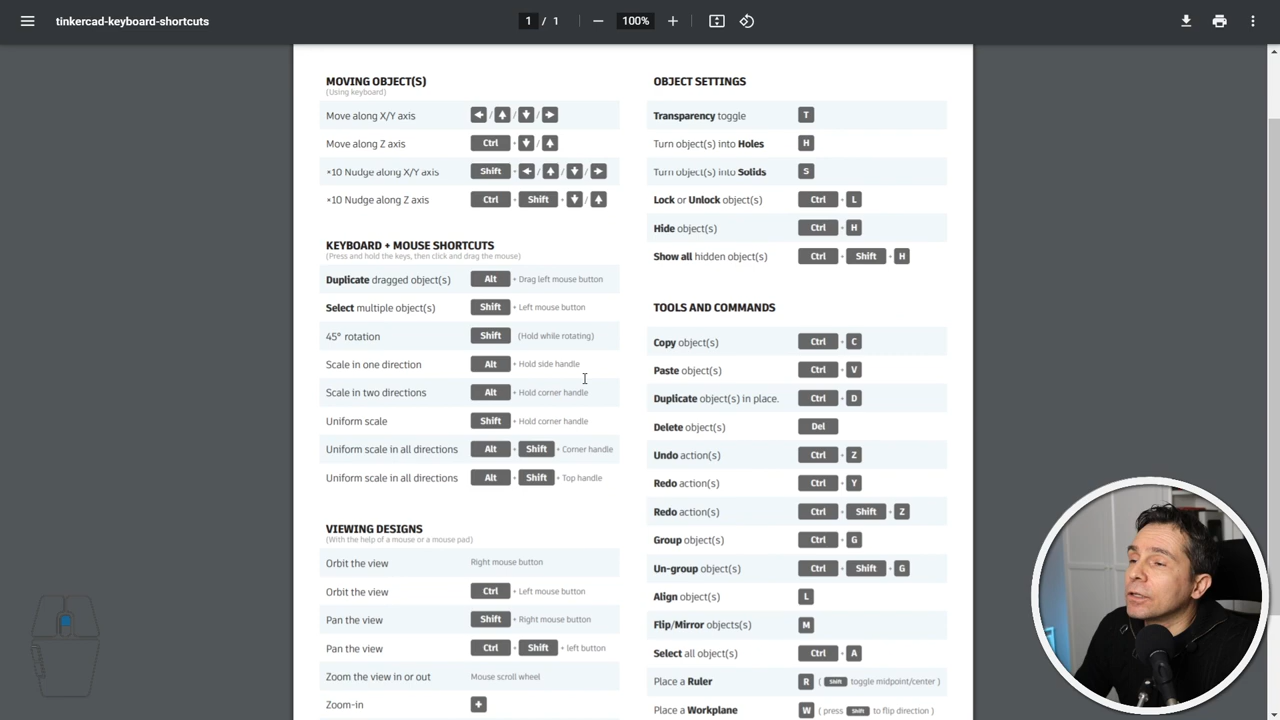 tinkercad-keyboard-shortcuts
1 / 1
100%
MOVING OBJECT(S)
(Using keyboard)
Move along X/Y axis / / /
Move along Z axis Ctrl + /
×10 Nudge along X/Y axis Shift + / / /
×10 Nudge along Z axis Ctrl + Shift + /
KEYBOARD + MOUSE SHORTCUTS
(Press and hold the keys, then click and drag the mouse)
Duplicate dragged object(s) Alt + Drag left mouse button
Select multiple object(s) Shift + Left mouse button
45° rotation Shift (Hold while rotating)
Scale in one direction Alt + Hold side handle
Scale in two directions Alt + Hold corner handle
Uniform scale Shift + Hold corner handle
Uniform scale in all directions Alt + Shift + Corner handle
Uniform scale in all directions Alt + Shift + Top handle
VIEWING DESIGNS
(With the help of a mouse or a mouse pad)
Orbit the view Right mouse button
Orbit the view Ctrl + Left mouse button
Pan the view Shift + Right mouse button
Pan the view Ctrl + Shift + left button
Zoom the view in or out Mouse scroll wheel
Zoom-in +
OBJECT SETTINGS
Transparency toggle T
Turn object(s) into Holes H
Turn object(s) into Solids S
Lock or Unlock object(s) Ctrl + L
Hide object(s) Ctrl + H
Show all hidden object(s) Ctrl + Shift + H
TOOLS AND COMMANDS
Copy object(s) Ctrl + C
Paste object(s) Ctrl + V
Duplicate object(s) in place. Ctrl + D
Delete object(s) Del
Undo action(s) Ctrl + Z
Redo action(s) Ctrl + Y
Redo action(s) Ctrl + Shift + Z
Group object(s) Ctrl + G
Un-group object(s) Ctrl + Shift + G
Align object(s) L
Flip/Mirror objects(s) M
Select all object(s) Ctrl + A
Place a Ruler R ( Shift toggle midpoint/center )
Place a Workplane W ( press Shift to flip direction )